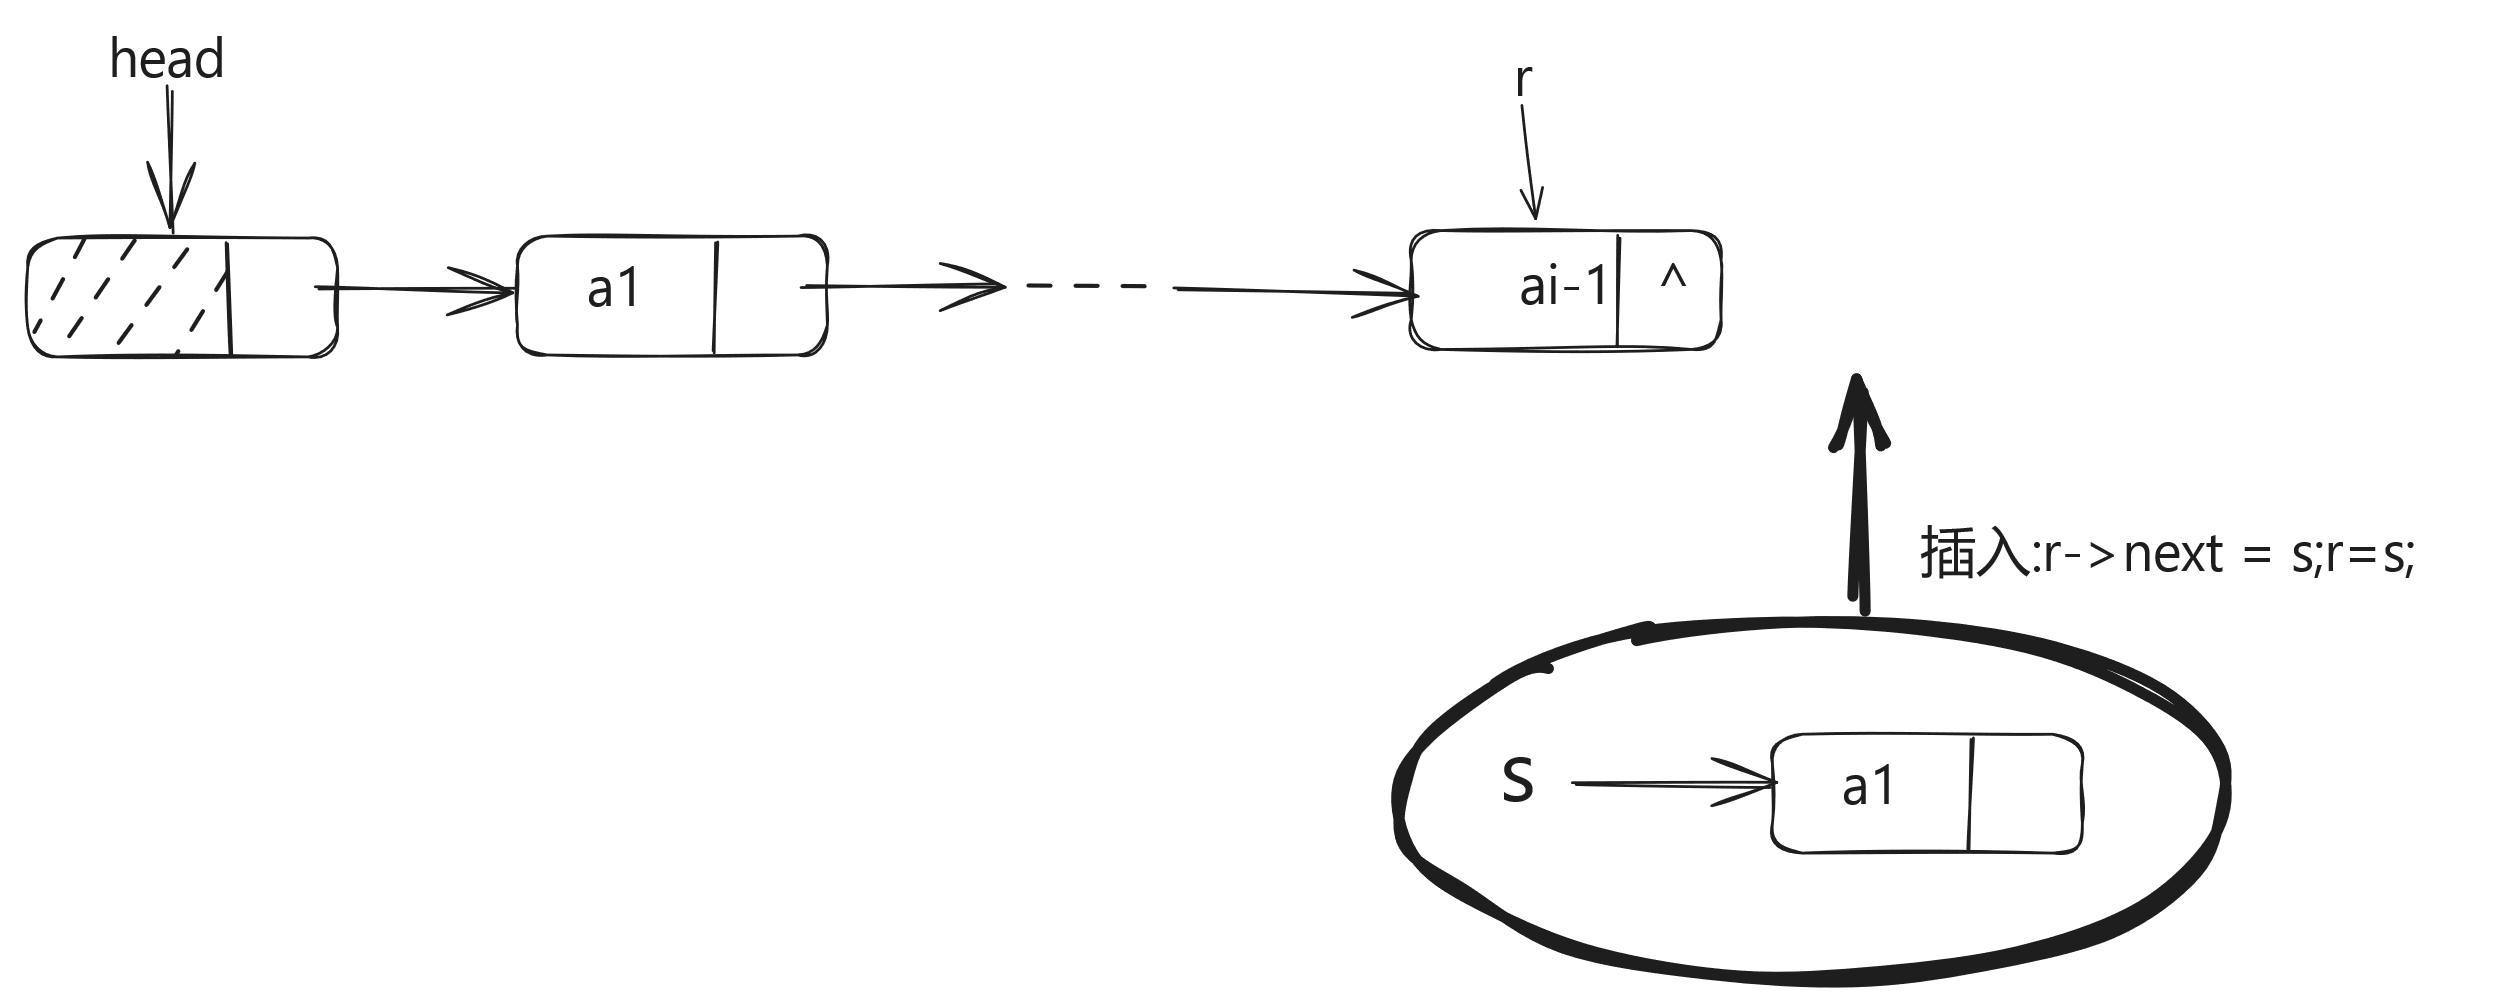 head
r
a1
ai-1
^
插入:r->next = s;r=s;
S
a1